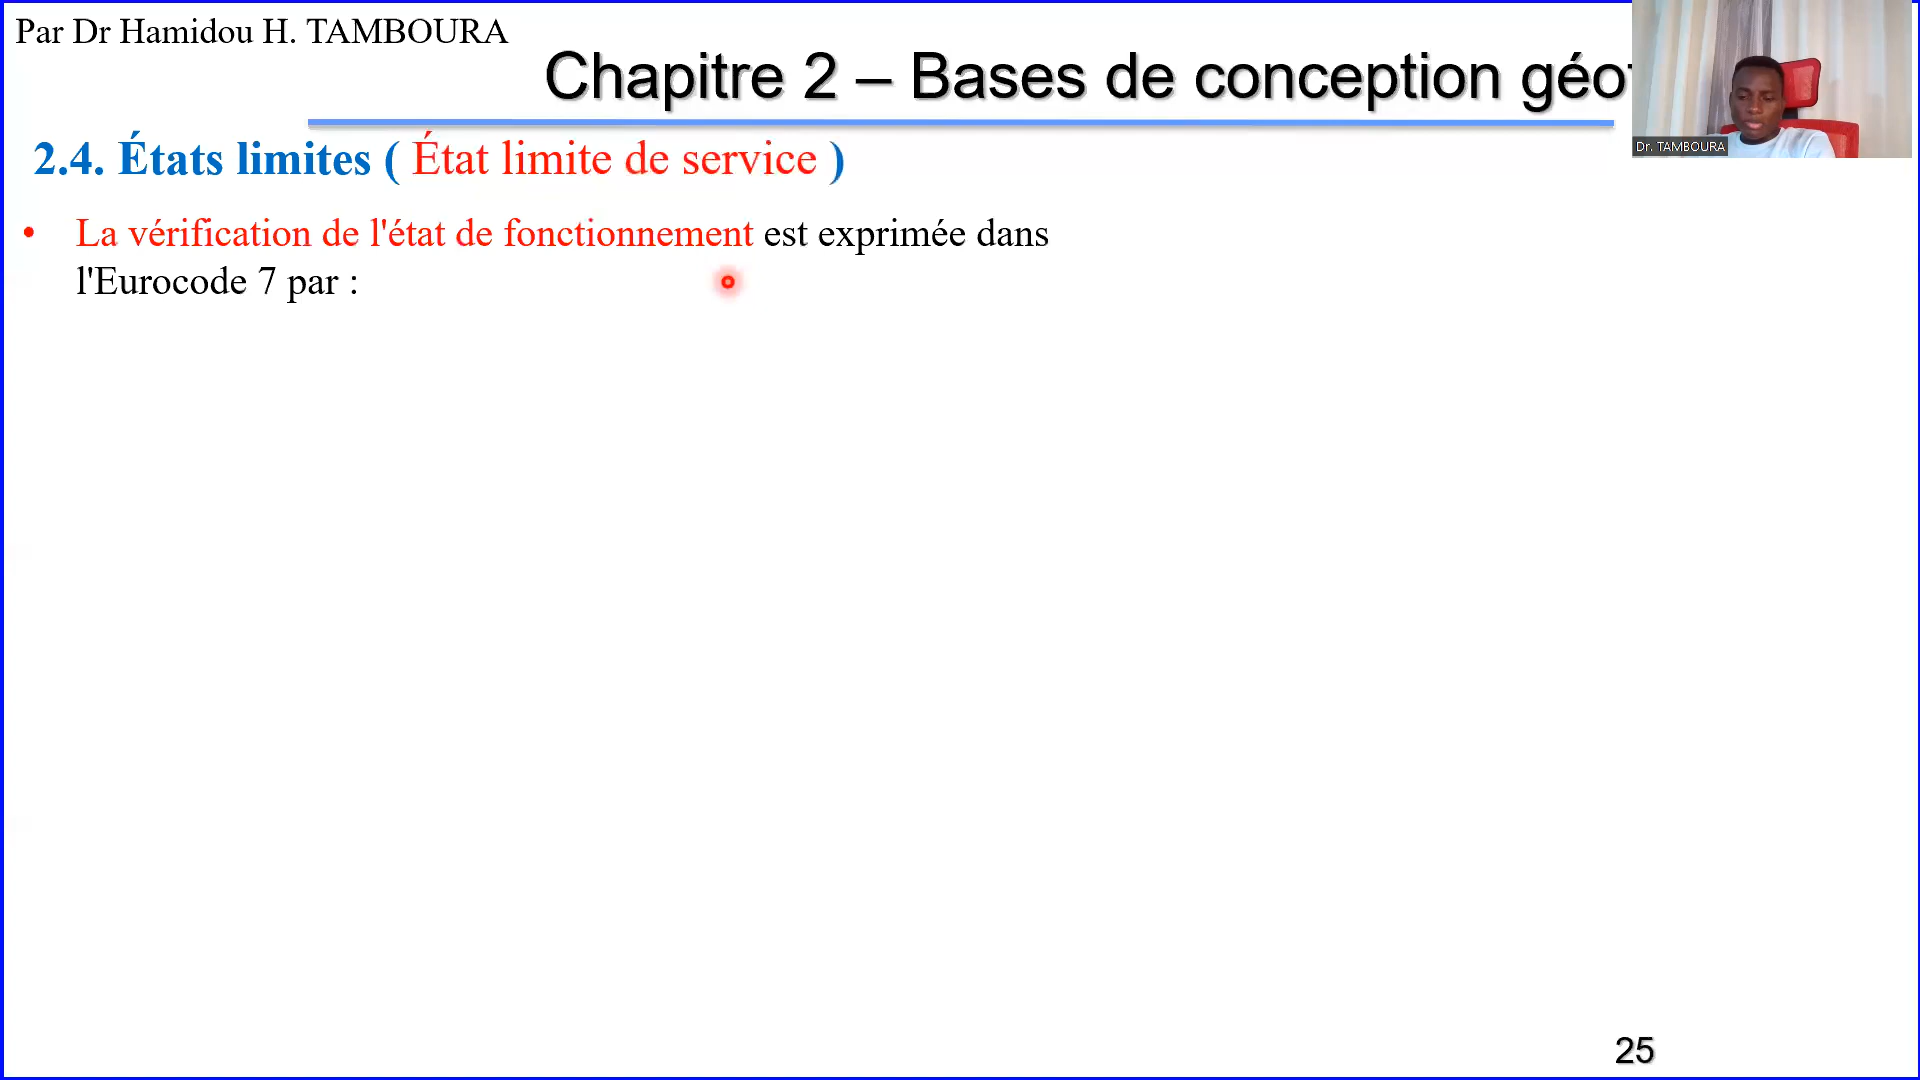 Par Dr Hamidou H. TAMBOURA
Chapitre 2 – Bases de conception géo
Dr. TAMBOURA
2.4. États limites ( État limite de service )
• La vérification de l'état de fonctionnement est exprimée dans
l'Eurocode 7 par :
25